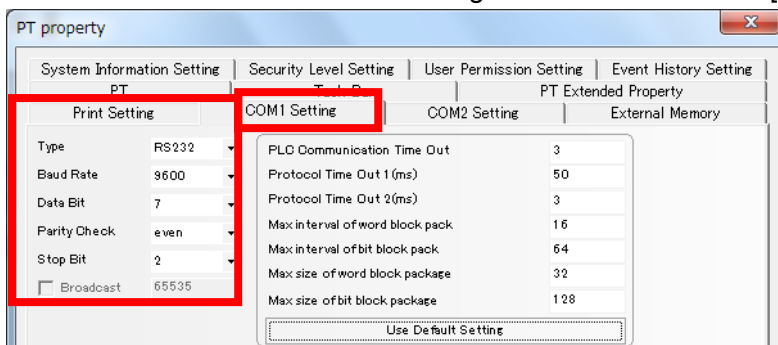 PT property
System Information Setting
Security Level Setting
User Permission Setting
Event History Setting
PT
PT Extended Property
Print Setting
COM1 Setting
COM2 Setting
External Memory
Type RS232
Baud Rate 9600
Data Bit 7
Parity Check even
Stop Bit 2
Broadcast 65535
PLC Communication Time Out 3
Protocol Time Out 1(ms) 50
Protocol Time Out 2(ms) 3
Max interval of word block pack 16
Max interval of bit block pack 64
Max size of word block package 32
Max size of bit block package 128
Use Default Setting